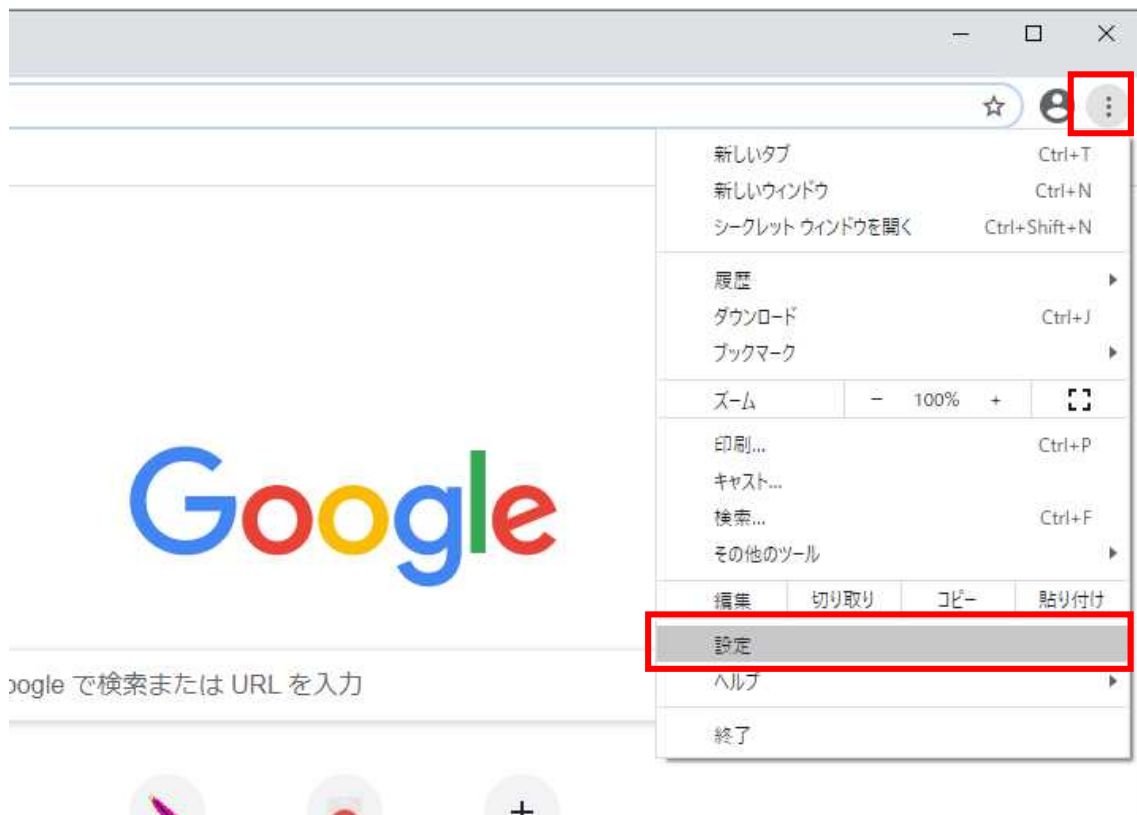 新しいタブ Ctrl+T
新しいウィンドウ Ctrl+N
シークレット ウィンドウを開く Ctrl+Shift+N
履歴
ダウンロード Ctrl+J
ブックマーク
ズーム − 100% +
印刷... Ctrl+P
キャスト...
検索... Ctrl+F
その他のツール
編集 切り取り コピー 貼り付け
設定
ヘルプ
終了
Google
oogle で検索または URL を入力